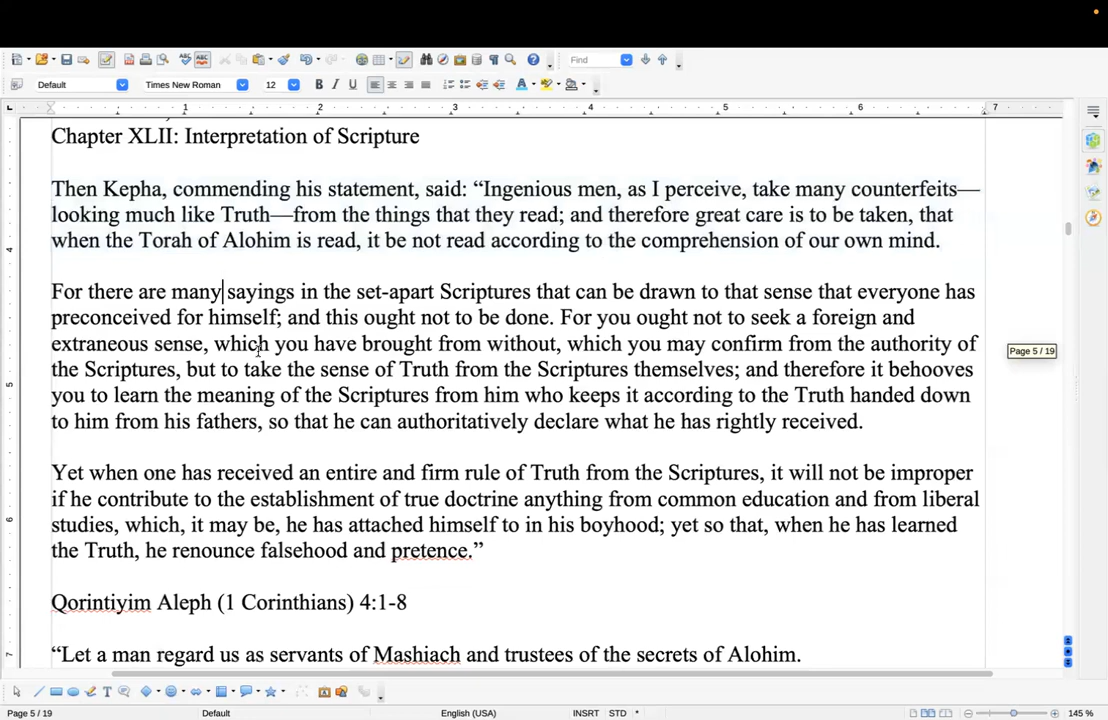 Find
Default
Times New Roman
12
1 2 3 4 5 6 7
Chapter XLII: Interpretation of Scripture
Then Kepha, commending his statement, said: “Ingenious men, as I perceive, take many counterfeits—
looking much like Truth—from the things that they read; and therefore great care is to be taken, that
when the Torah of Alohim is read, it be not read according to the comprehension of our own mind.
4
For there are many sayings in the set-apart Scriptures that can be drawn to that sense that everyone has
preconceived for himself; and this ought not to be done. For you ought not to seek a foreign and
extraneous sense, which you have brought from without, which you may confirm from the authority of
Page 5 / 19
the Scriptures, but to take the sense of Truth from the Scriptures themselves; and therefore it behooves
5
you to learn the meaning of the Scriptures from him who keeps it according to the Truth handed down
to him from his fathers, so that he can authoritatively declare what he has rightly received.
Yet when one has received an entire and firm rule of Truth from the Scriptures, it will not be improper
if he contribute to the establishment of true doctrine anything from common education and from liberal
6
studies, which, it may be, he has attached himself to in his boyhood; yet so that, when he has learned
the Truth, he renounce falsehood and pretence.”
Qorintiyim Aleph (1 Corinthians) 4:1-8
7
“Let a man regard us as servants of Mashiach and trustees of the secrets of Alohim.
Page 5 / 19
Default
English (USA)
INSRT
STD
*
145 %